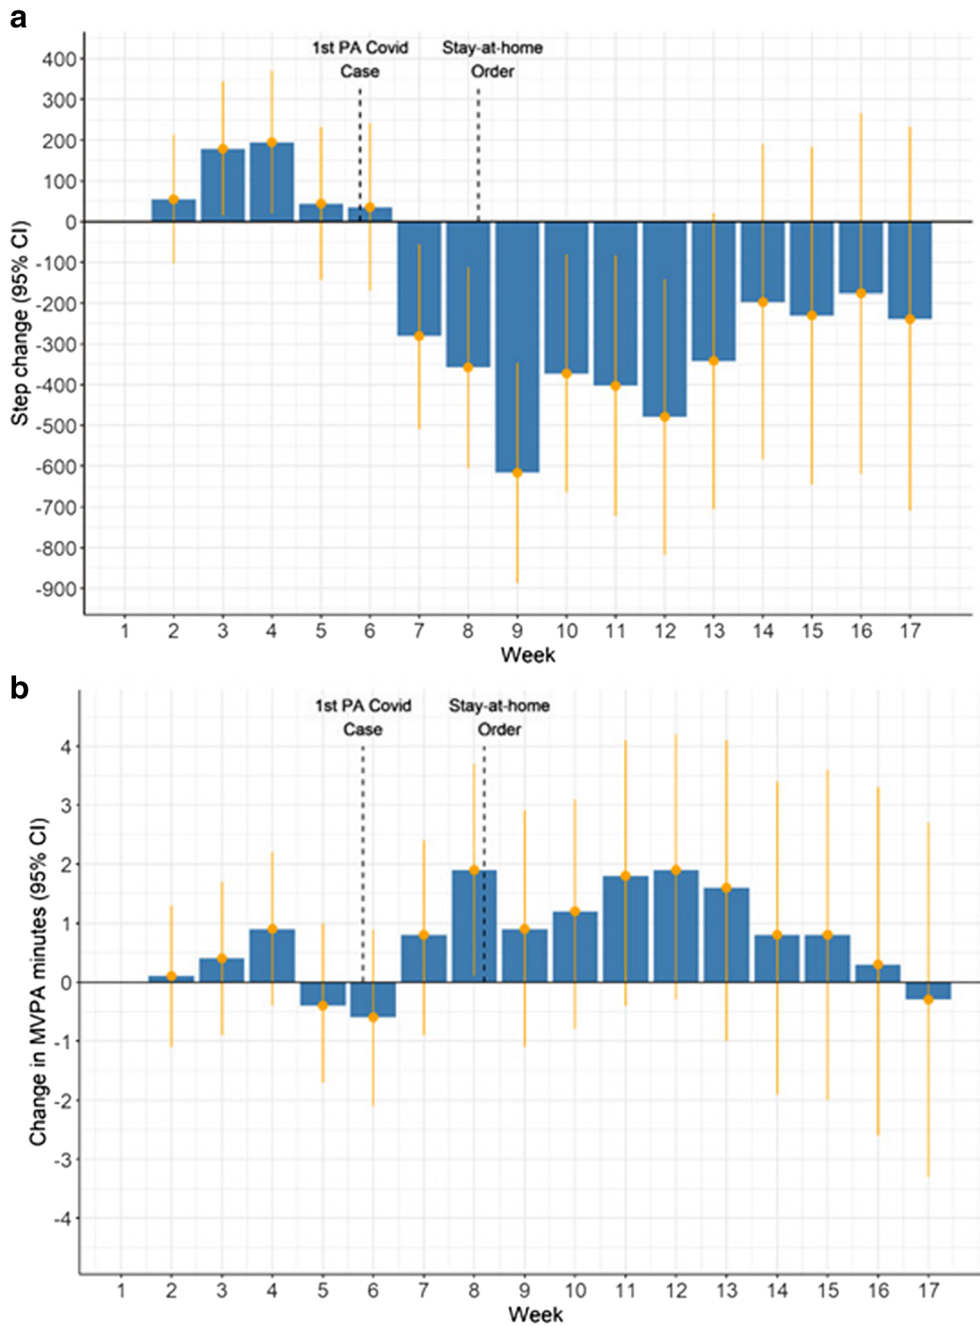 a
1st PA Covid Case
Stay-at-home Order
Step change (95% CI)
400
300
200
100
0
-100
-200
-300
-400
-500
-600
-700
-800
-900
1 2 3 4 5 6 7 8 9 10 11 12 13 14 15 16 17
Week
b
1st PA Covid Case
Stay-at-home Order
Change in MVPA minutes (95% CI)
4
3
2
1
0
-1
-2
-3
-4
1 2 3 4 5 6 7 8 9 10 11 12 13 14 15 16 17
Week